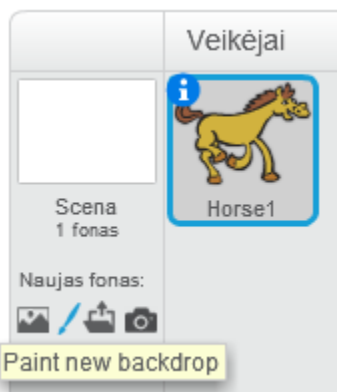 Veikėjai
Scena
1 fonas
Horse1
Naujas fonas:
Paint new backdrop